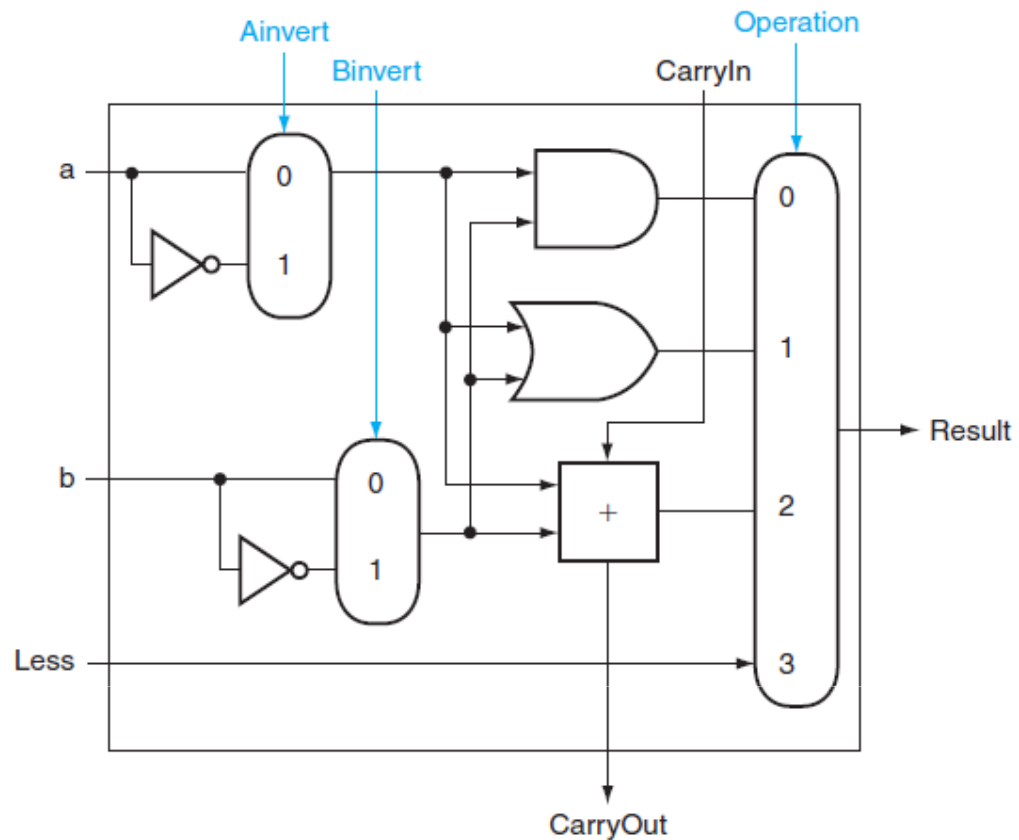 Ainvert
Operation
Binvert
CarryIn
a
0
0
1
1
Result
b
0
2
+
1
Less
3
CarryOut